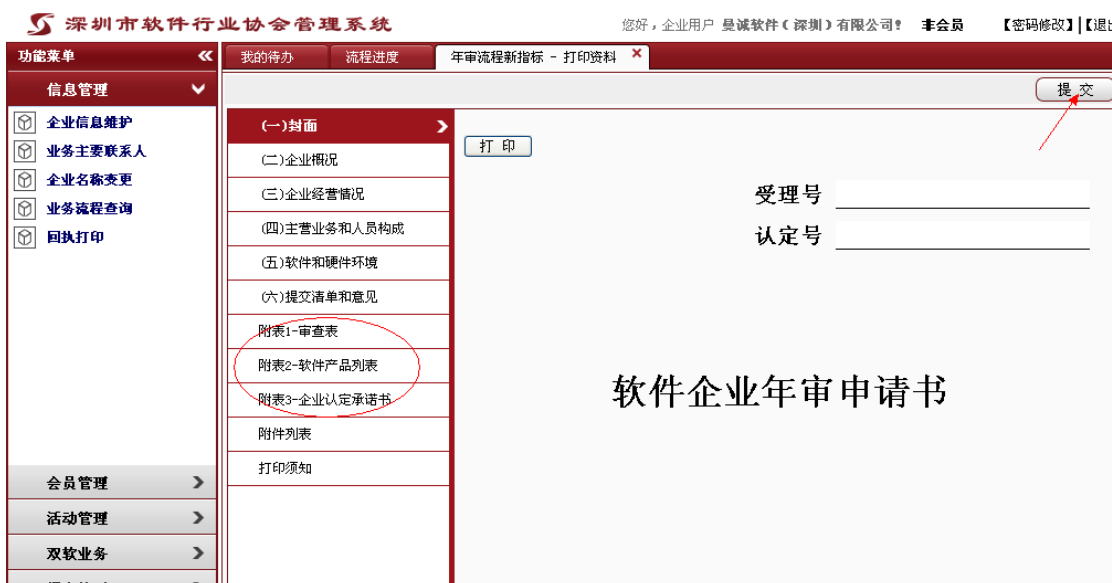 深圳市软件行业协会管理系统
您好，企业用户 是诚软件（深圳）有限公司！ 丰会员 【密码修改】|【退出
功能菜单 «
我的待办 流程进度 年审流程新指标 - 打印资料 ×
信息管理
提 交
企业信息维护
业务主要联系人
企业名称变更
业务流程查询
回执打印
(一)封面
(二)企业概况
(三)企业经营情况
(四)主营业务和人员构成
(五)软件和硬件环境
(六)提交清单和意见
附表1-审查表
附表2-软件产品列表
附表3-企业认定承诺书
附件列表
打印须知
打 印
受理号
认定号
软件企业年审申请书
会员管理
活动管理
双软业务